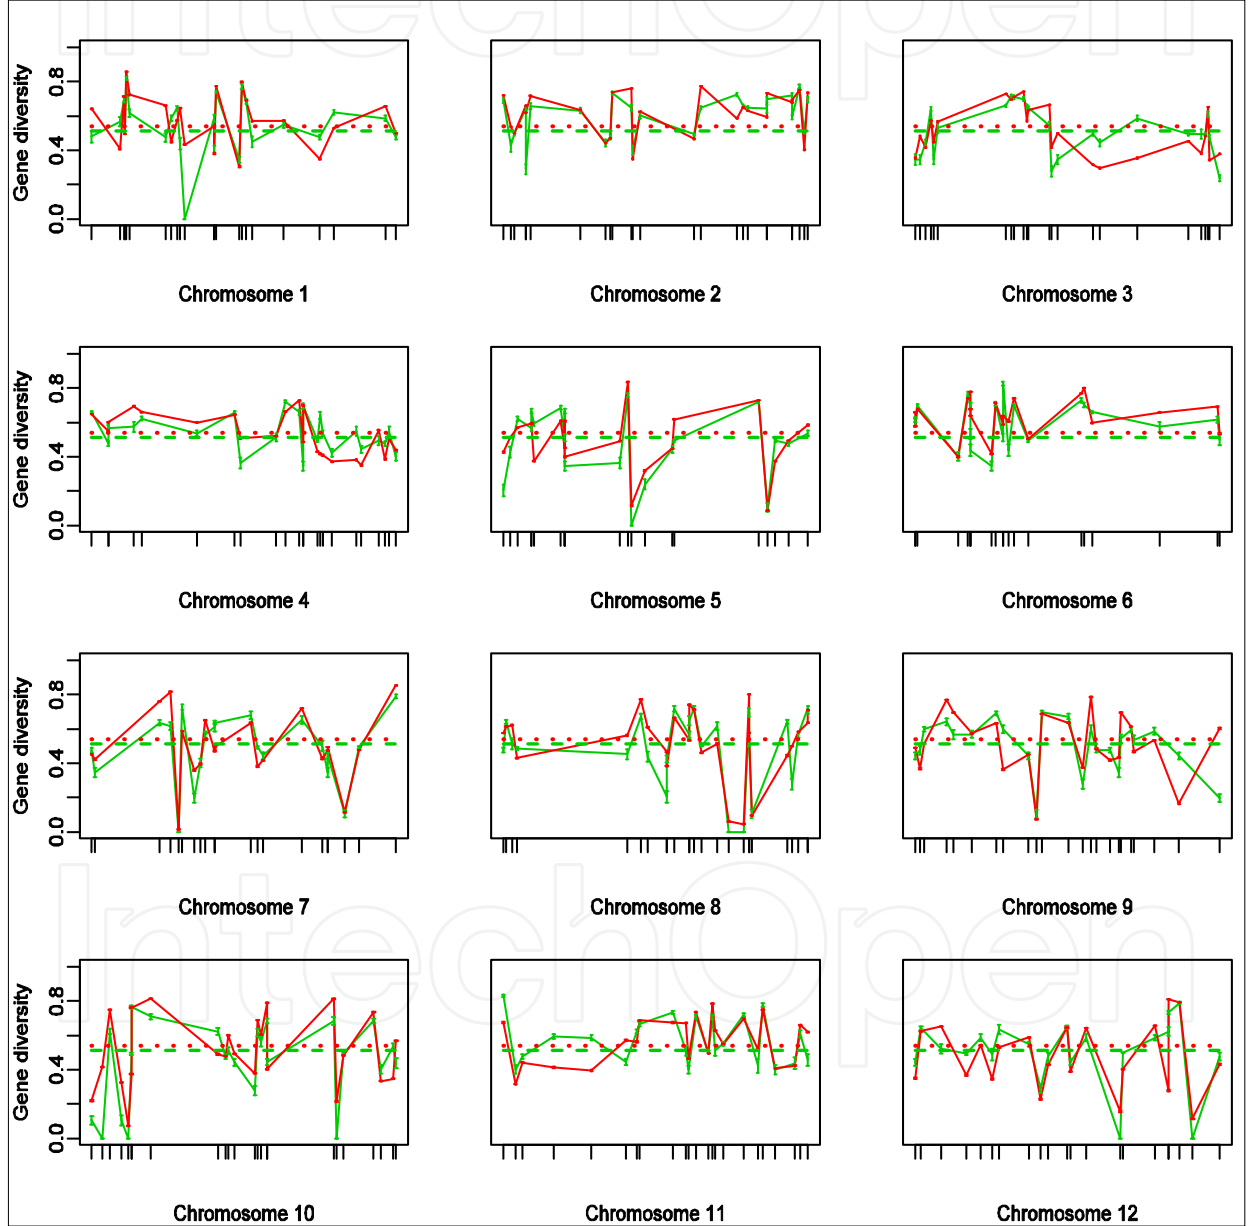 IntechOpen
Gene diversity
0.0 0.4 0.8
Chromosome 1
Chromosome 2
Chromosome 3
Gene diversity
0.0 0.4 0.8
Chromosome 4
Chromosome 5
Chromosome 6
Gene diversity
0.0 0.4 0.8
Chromosome 7
Chromosome 8
Chromosome 9
IntechOpen
Gene diversity
0.0 0.4 0.8
Chromosome 10
Chromosome 11
Chromosome 12